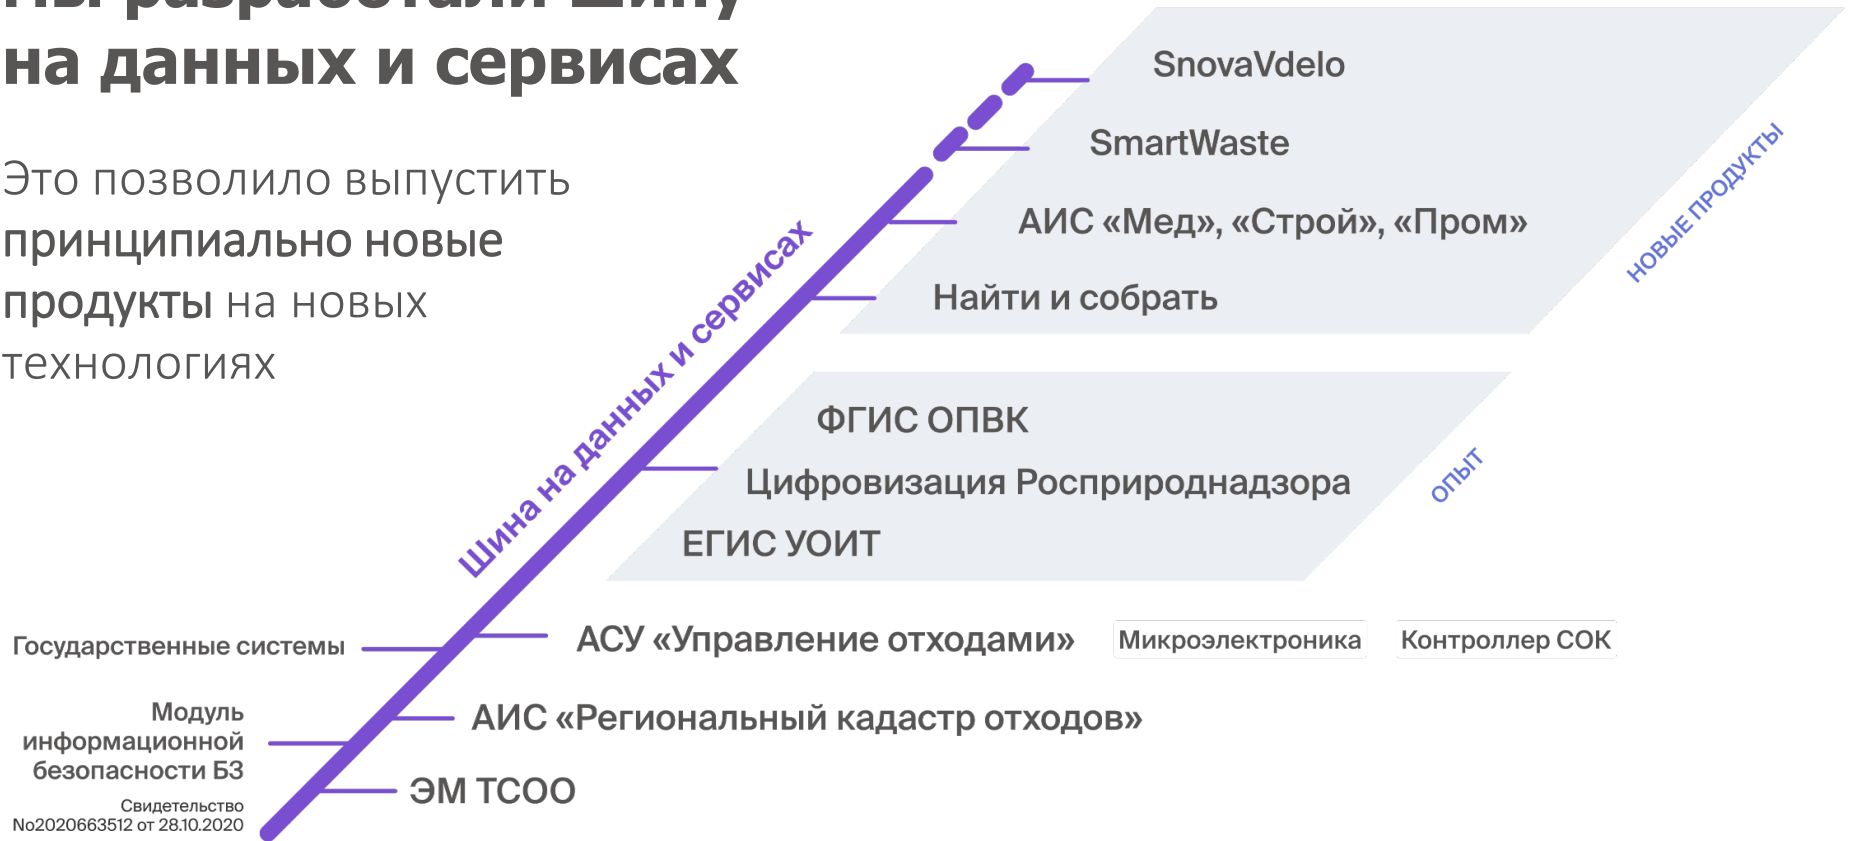 Мы разработали шину
на данных и сервисах
Это позволило выпустить
принципиально новые
продукты на новых
технологиях
SnovaVdelo
SmartWaste
АИС «Мед», «Строй», «Пром»
Найти и собрать
НОВЫЕ ПРОДУКТЫ
Шина на данных и сервисах
ФГИС ОПВК
Цифровизация Росприроднадзора
ЕГИС УОИТ
ОПЫТ
Государственные системы
АСУ «Управление отходами»
Микроэлектроника
Контроллер СОК
Модуль
информационной
безопасности БЗ
Свидетельство
No2020663512 от 28.10.2020
АИС «Региональный кадастр отходов»
ЭМ ТСОО